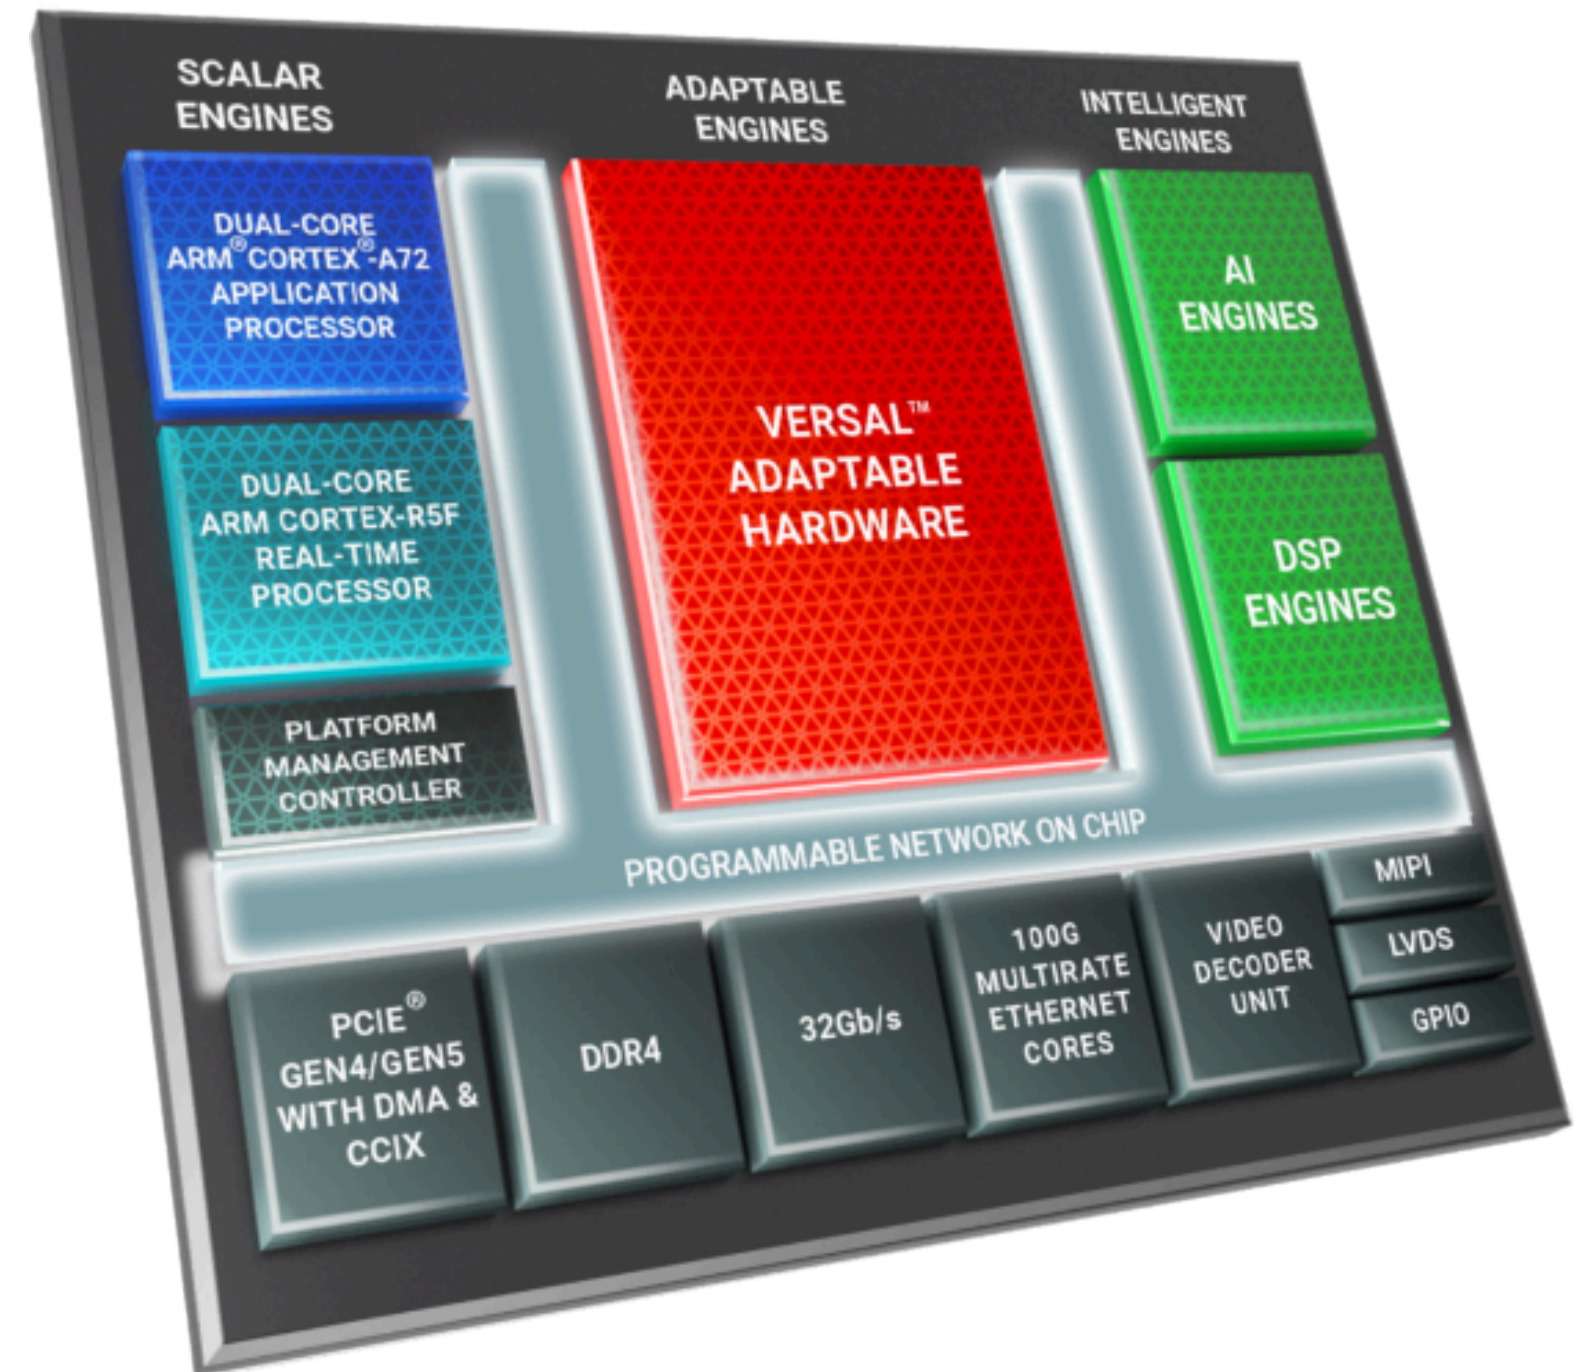 SCALAR
ENGINES
ADAPTABLE
ENGINES
INTELLIGENT
ENGINES
DUAL-CORE
ARM® CORTEX®-A72
APPLICATION
PROCESSOR
DUAL-CORE
ARM CORTEX-R5F
REAL-TIME
PROCESSOR
PLATFORM
MANAGEMENT
CONTROLLER
VERSAL™
ADAPTABLE
HARDWARE
AI
ENGINES
DSP
ENGINES
PROGRAMMABLE NETWORK ON CHIP
PCIE®
GEN4/GEN5
WITH DMA &
CCIX
DDR4
32Gb/s
100G
MULTIRATE
ETHERNET
CORES
VIDEO
DECODER
UNIT
MIPI
LVDS
GPIO